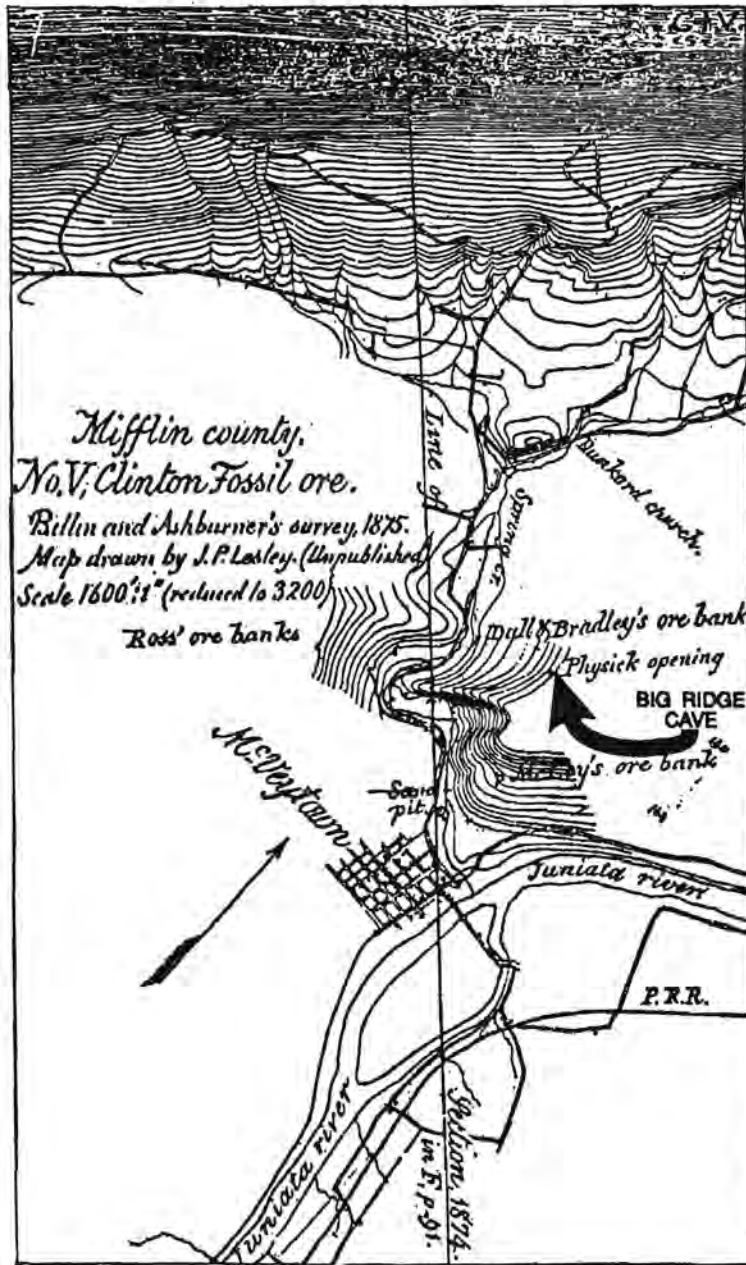 C.IV.
Mifflin county.
No. V, Clinton Fossil ore.
Billin and Ashburner's survey, 1875.
Map drawn by J. P. Lesley. (Unpublished)
Scale 1600':1" (reduced to 3200)
Ross' ore banks
Line of
Spring cr.
Dunkard church.
Dull & Bradley's ore bank
Physick opening
BIG RIDGE
CAVE
McCoy's ore bank
McVeytown
Sand
pit.
Juniata river
P.R.R.
Juniata river
Section, 1874.
in F, p. 91.